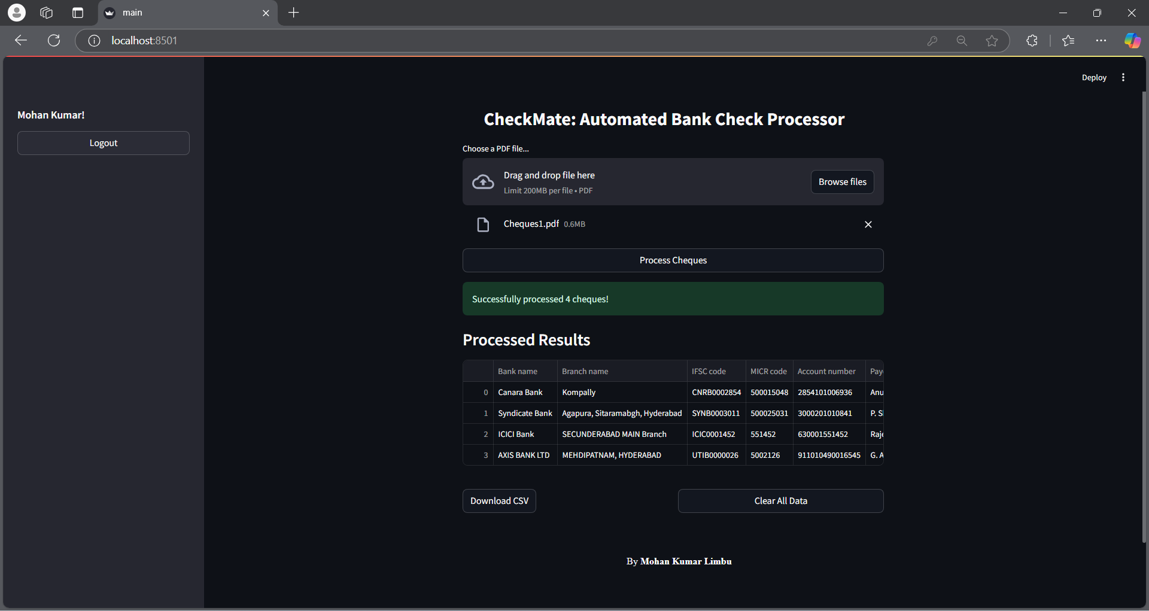 main
localhost:8501
Deploy
Mohan Kumar!
Logout
CheckMate: Automated Bank Check Processor
Choose a PDF file...
Drag and drop file here
Limit 200MB per file • PDF
Browse files
Cheques1.pdf 0.6MB
Process Cheques
Successfully processed 4 cheques!
Processed Results
Bank name Branch name IFSC code MICR code Account number Pay
0 Canara Bank Kompally CNRB0002854 500015048 2854101006936 Anu
1 Syndicate Bank Agapura, Sitaramabgh, Hyderabad SYNB0003011 500025031 3000201010841 P. S
2 ICICI Bank SECUNDERABAD MAIN Branch ICIC0001452 551452 630001551452 Raj
3 AXIS BANK LTD MEHDIPATNAM, HYDERABAD UTIB0000026 5002126 911010490016545 G. A
Download CSV
Clear All Data
By Mohan Kumar Limbu